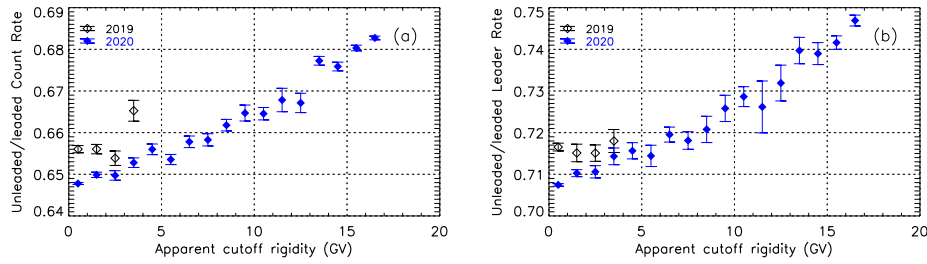 0.69
0.68
0.67
0.66
0.65
0.64
Unleaded/leaded Count Rate
2019
2020
(a)
0 5 10 15 20
Apparent cutoff rigidity (GV)
0.75
0.74
0.73
0.72
0.71
0.70
Unleaded/leaded Leader Rate
2019
2020
(b)
0 5 10 15 20
Apparent cutoff rigidity (GV)